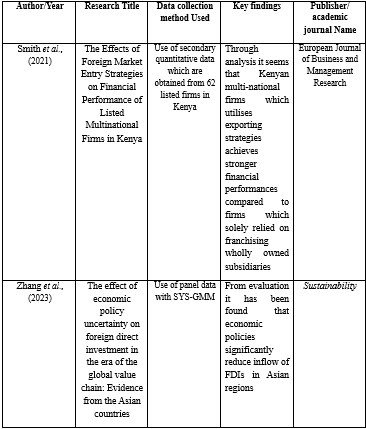 Author/Year
Research Title
Data collection
method Used
Key findings
Publisher/
academic
journal Name
Smith et al.,
(2021)
The Effects of
Foreign Market
Entry Strategies
on Financial
Performance of
Listed
Multinational
Firms in Kenya
Use of secondary
quantitative data
which are
obtained from 62
listed firms in
Kenya
Through
analysis it seems
that Kenyan
multi-national
firms which
utilises
exporting
strategies
achieves
stronger
financial
performances
compared to
firms which
solely relied on
franchising
wholly owned
subsidiaries
European Journal
of Business and
Management
Research
Zhang et al.,
(2023)
The effect of
economic
policy
uncertainty on
foreign direct
investment in
the era of the
global value
chain: Evidence
from the Asian
countries
Use of panel data
with SYS-GMM
From evaluation
it has been
found that
economic
policies
significantly
reduce inflow of
FDIs in Asian
regions
Sustainability